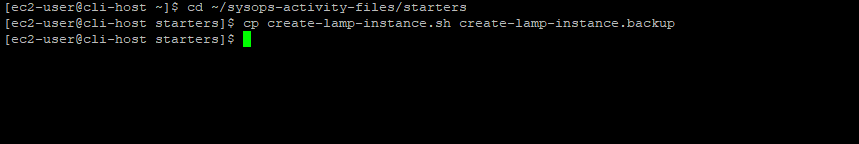 [ec2-user@cli-host ~]$ cd ~/sysops-activity-files/starters
[ec2-user@cli-host starters]$ cp create-lamp-instance.sh create-lamp-instance.backup
[ec2-user@cli-host starters]$